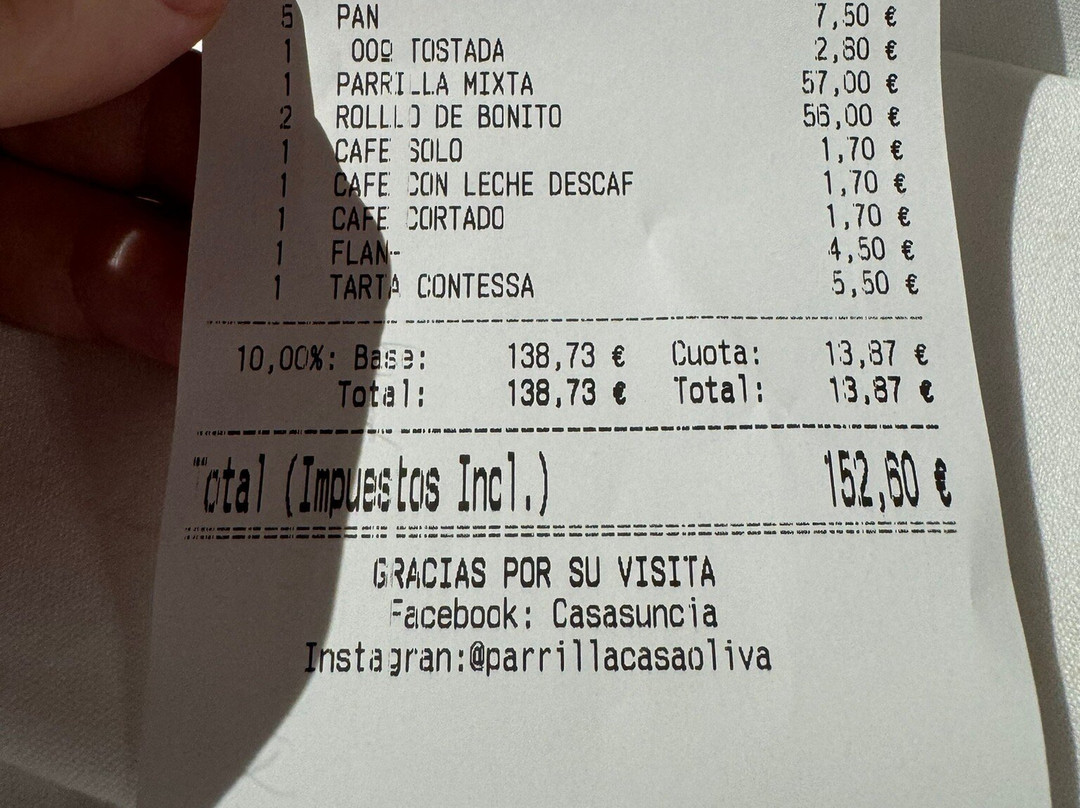 5 PAN 7,50 €
1 00º TOSTADA 2,80 €
1 PARRILLA MIXTA 57,00 €
2 ROLLLO DE BONITO 56,00 €
1 CAFE SOLO 1,70 €
1 CAFE CON LECHE DESCAF 1,70 €
1 CAFE CORTADO 1,70 €
1 FLAN- 4,50 €
1 TARTA CONTESSA 5,50 €
10,00%: Base: 138,73 € Cuota: 13,87 €
Total: 138,73 € Total: 13,87 €
Total (Impuestos Incl.) 152,60 €
GRACIAS POR SU VISITA
Facebook: Casasuncia
Instagran:@parrillacasaoliva